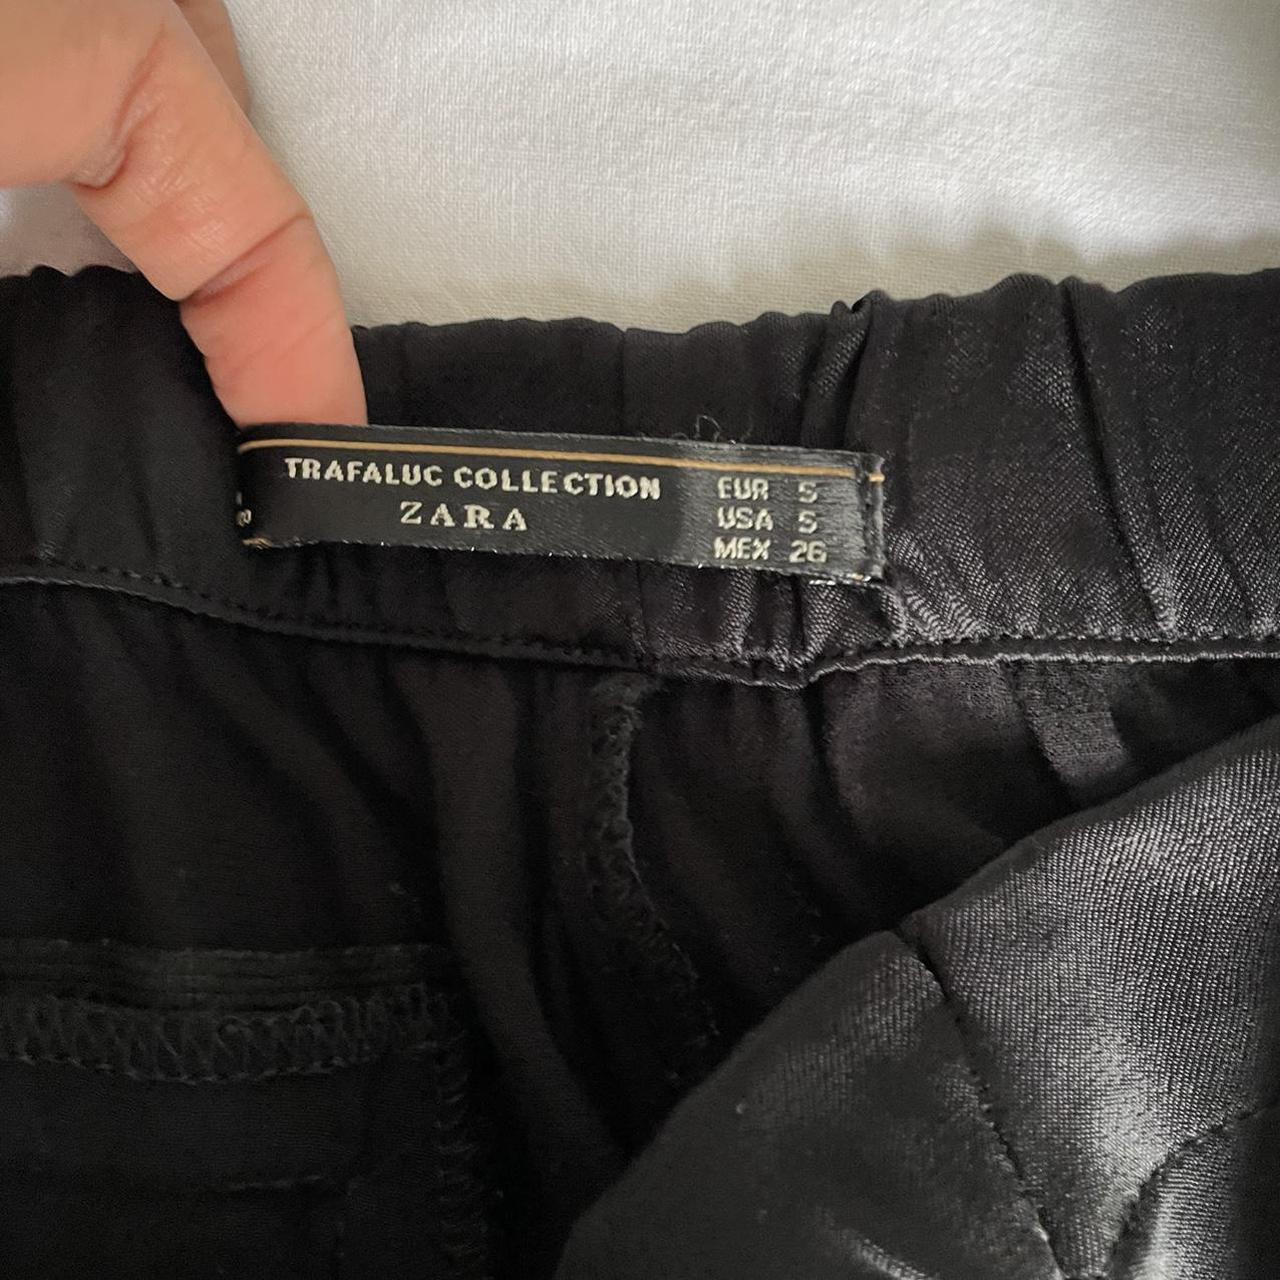 TRAFALUC COLLECTION
ZARA
EUR S
USA S
MEX 26